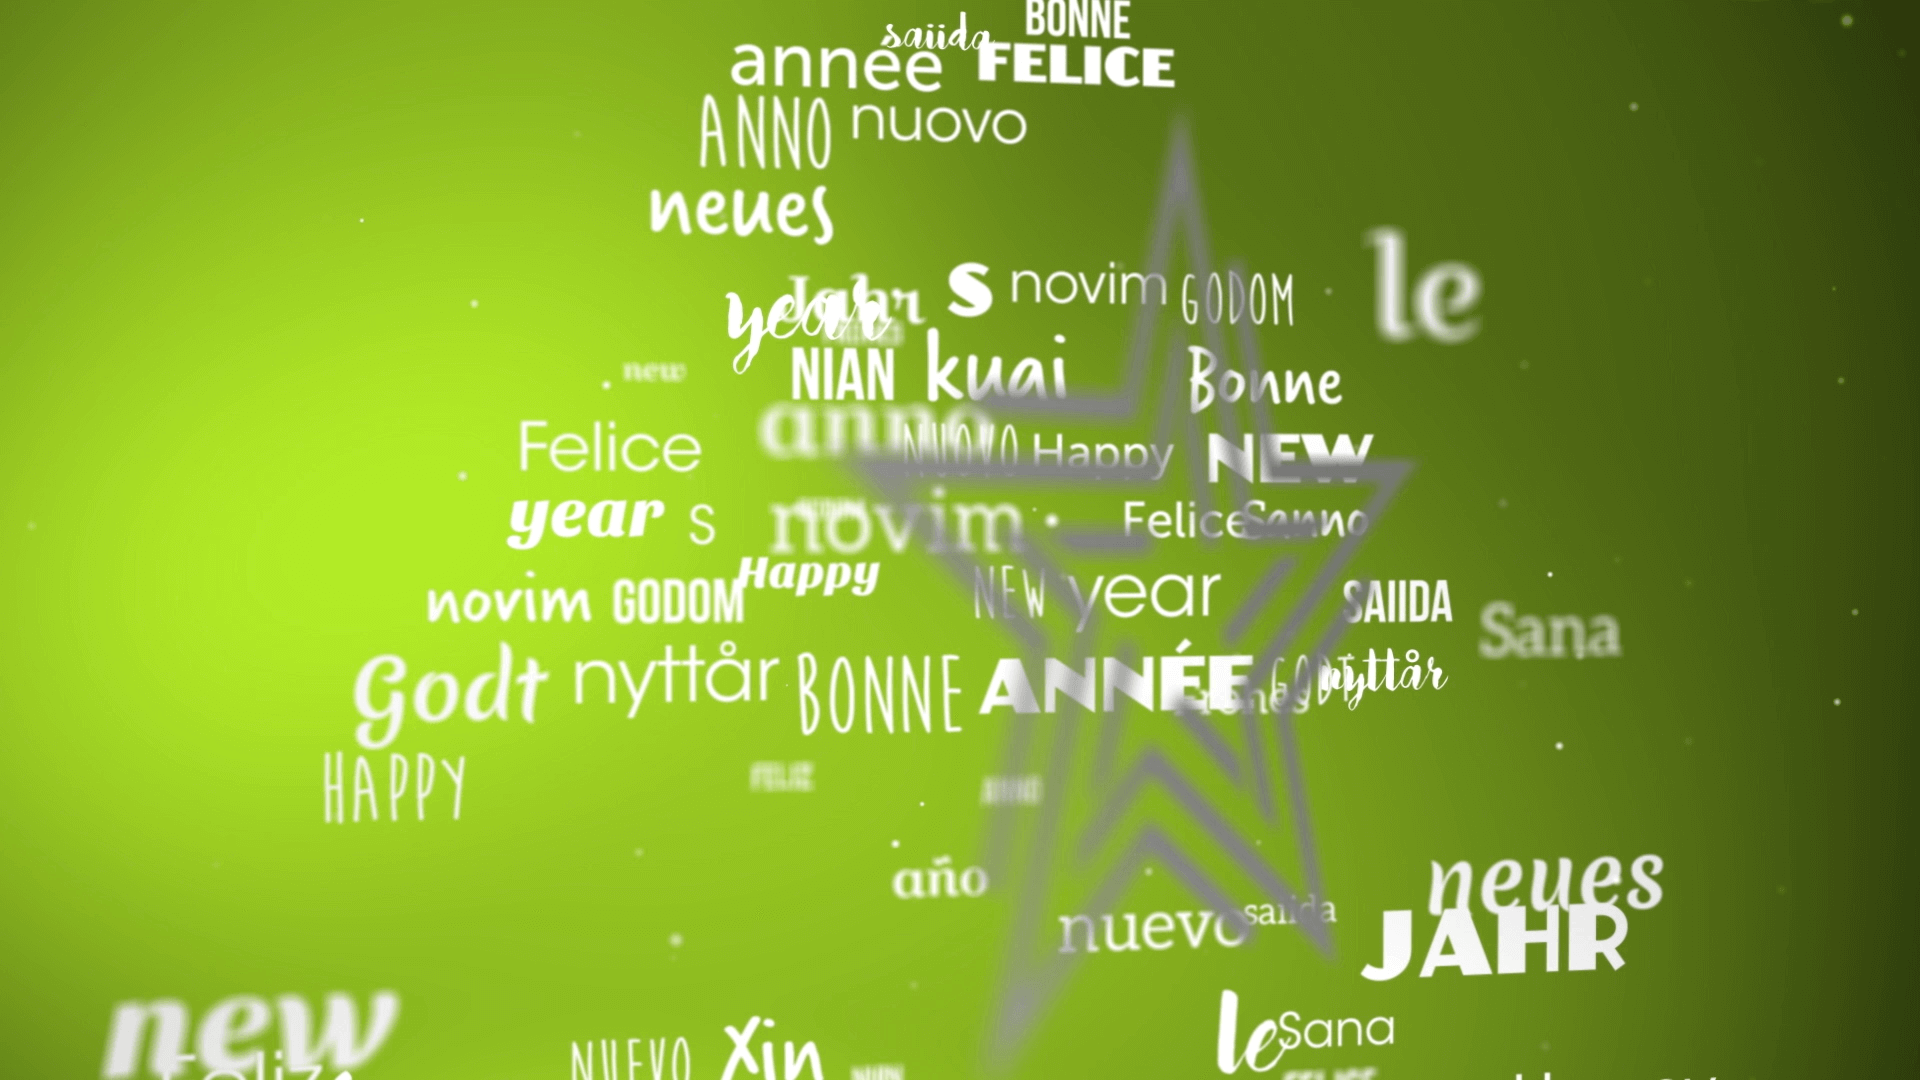 BONNE
saiida
année FELICE
ANNO nuovo
neues
Jahr S novim GODOM le
year
NIAN kuai Bonne
new
anno
Felice NUOVO Happy NEW
year s novim Felice anno
Happy
novim GODOM NEW year SAIIDA Sana
Godt nyttår BONNE ANNÉE GODT nyttår
HAPPY FELIZ
año neues
nuevo saiida JAHR
new
NUEVO Xin le Sana